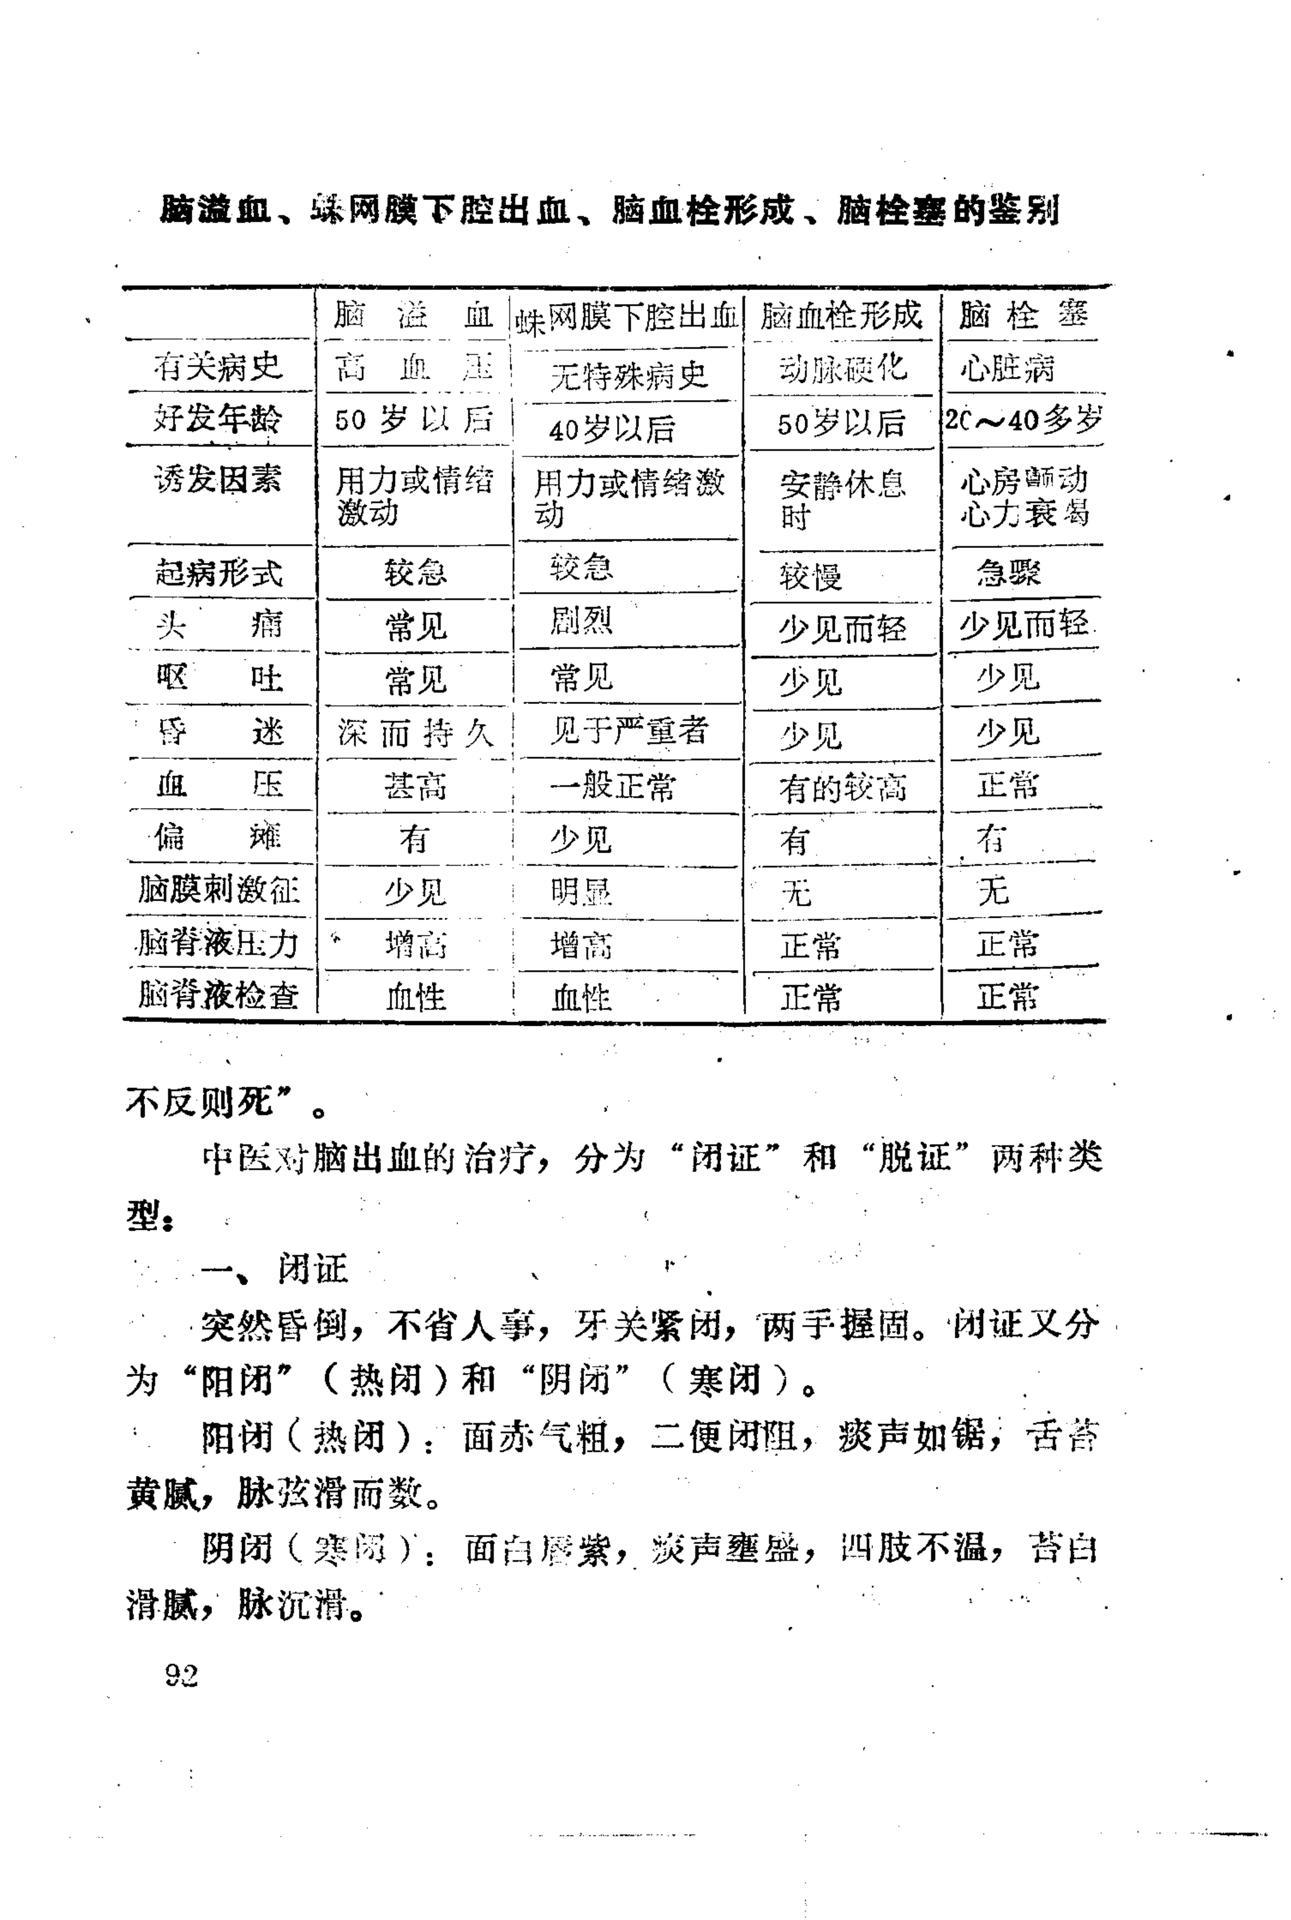 脑溢血、蛛网膜下腔出血、脑血栓形成、脑栓塞的鉴别
脑溢血 蛛网膜下腔出血 脑血栓形成 脑栓塞
有关病史 高血压 无特殊病史 动脉硬化 心脏病
好发年龄 50岁以后 40岁以后 50岁以后 20～40多岁
诱发因素 用力或情绪 用力或情绪激 安静休息 心房颤动
激动 动 时 心力衰竭
起病形式 较急 较急 较慢 急骤
头痛 常见 剧烈 少见而轻 少见而轻
呕吐 常见 常见 少见 少见
昏迷 深而持久 见于严重者 少见 少见
血压 甚高 一般正常 有的较高 正常
偏瘫 有 少见 有 有
脑膜刺激征 少见 明显 无 无
脑脊液压力 增高 增高 正常 正常
脑脊液检查 血性 血性 正常 正常
不反则死”。
中医对脑出血的治疗，分为“闭证”和“脱证”两种类
型：
一、闭证
突然昏倒，不省人事，牙关紧闭，两手握固。闭证又分
为“阳闭”（热闭）和“阴闭”（寒闭）。
阳闭（热闭）：面赤气粗，二便闭阻，痰声如锯，舌苔
黄腻，脉弦滑而数。
阴闭（寒闭）：面白唇紫，痰声壅盛，四肢不温，苔白
滑腻，脉沉滑。
92